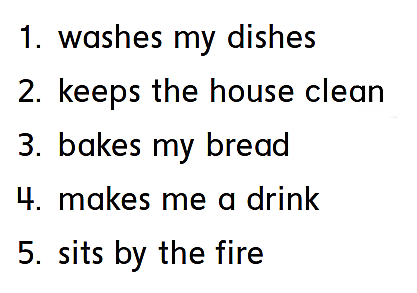 1. washes my dishes
2. keeps the house clean
3. bakes my bread
4. makes me a drink
5. sits by the fire